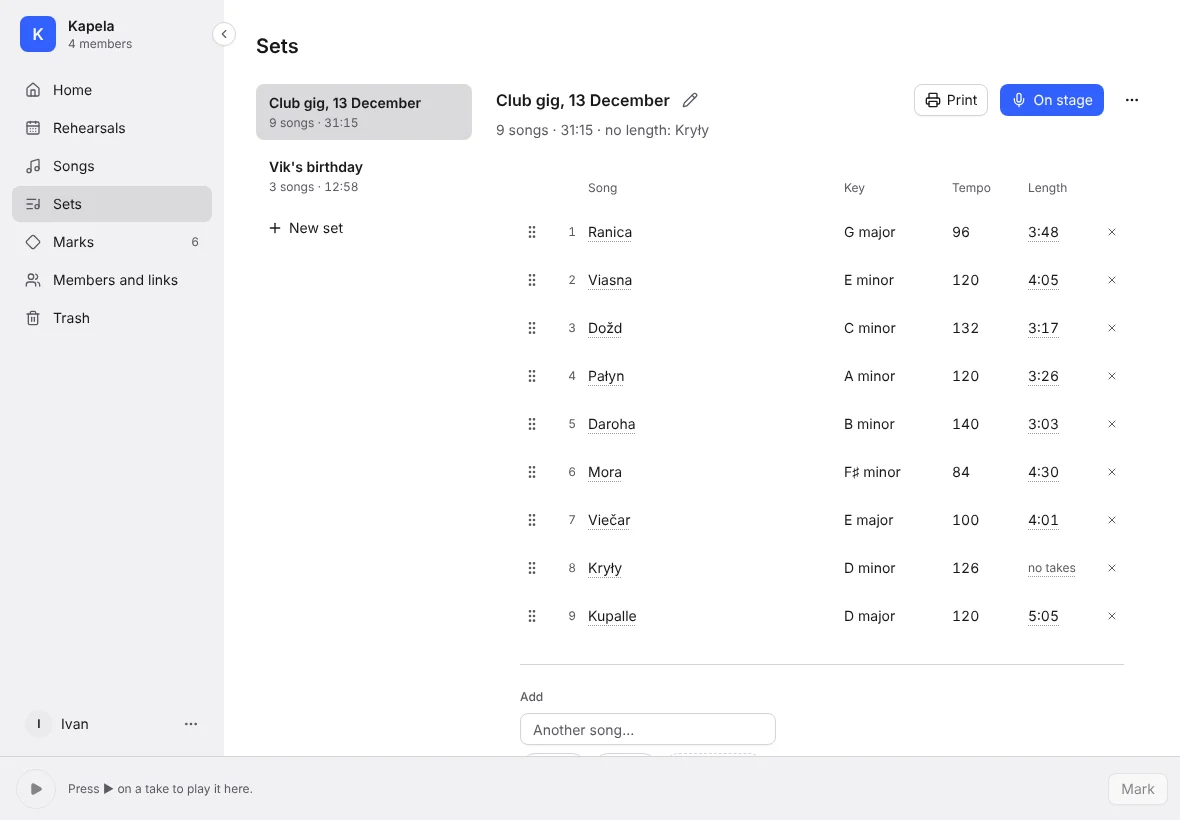 K
Kapela
4 members
Home
Rehearsals
Songs
Sets
Marks 6
Members and links
Trash
I Ivan
Sets
Club gig, 13 December
9 songs · 31:15
Vik's birthday
3 songs · 12:58
New set
Club gig, 13 December
9 songs · 31:15 · no length: Kryły
Print
On stage
Song Key Tempo Length
1 Ranica G major 96 3:48
2 Viasna E minor 120 4:05
3 Dožd C minor 132 3:17
4 Pałyn A minor 120 3:26
5 Daroha B minor 140 3:03
6 Mora F♯ minor 84 4:30
7 Viečar E major 100 4:01
8 Kryły D minor 126 no takes
9 Kupalle D major 120 5:05
Add
Another song…
Press ▶ on a take to play it here.
Mark